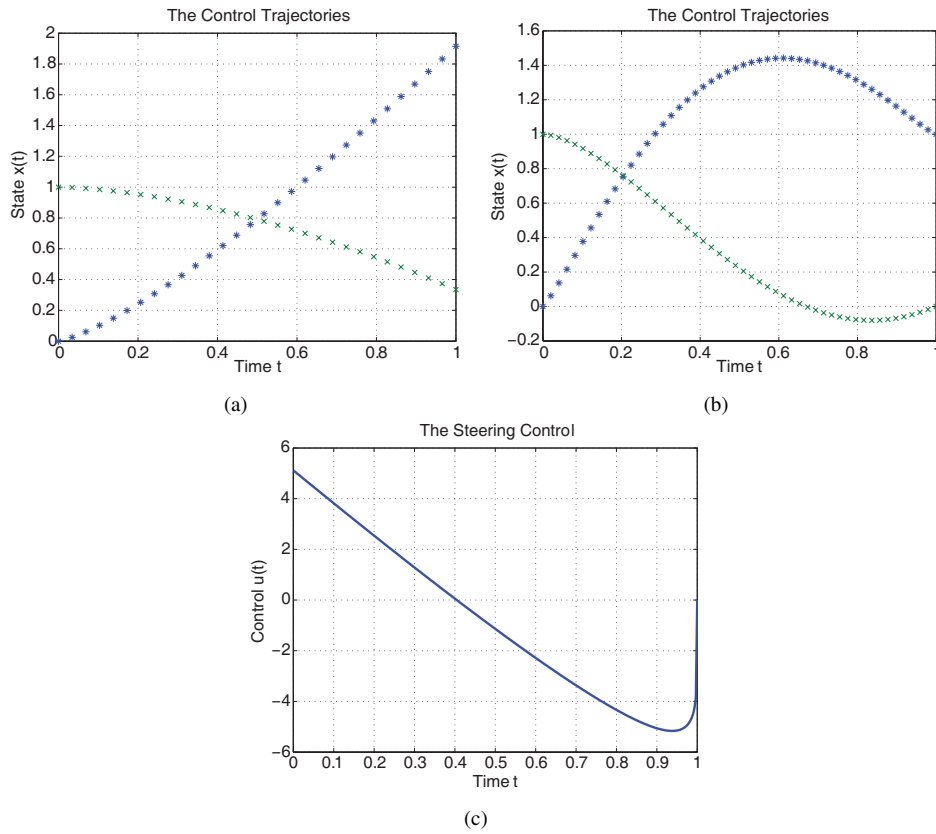 The Control Trajectories
2
1.8
1.6
1.4
1.2
1
0.8
0.6
0.4
0.2
0
State x(t)
0 0.2 0.4 0.6 0.8 1
Time t
(a)
The Control Trajectories
1.6
1.4
1.2
1
0.8
0.6
0.4
0.2
0
−0.2
State x(t)
0 0.2 0.4 0.6 0.8 1
Time t
(b)
The Steering Control
6
4
2
0
−2
−4
−6
Control u(t)
0 0.1 0.2 0.3 0.4 0.5 0.6 0.7 0.8 0.9 1
Time t
(c)